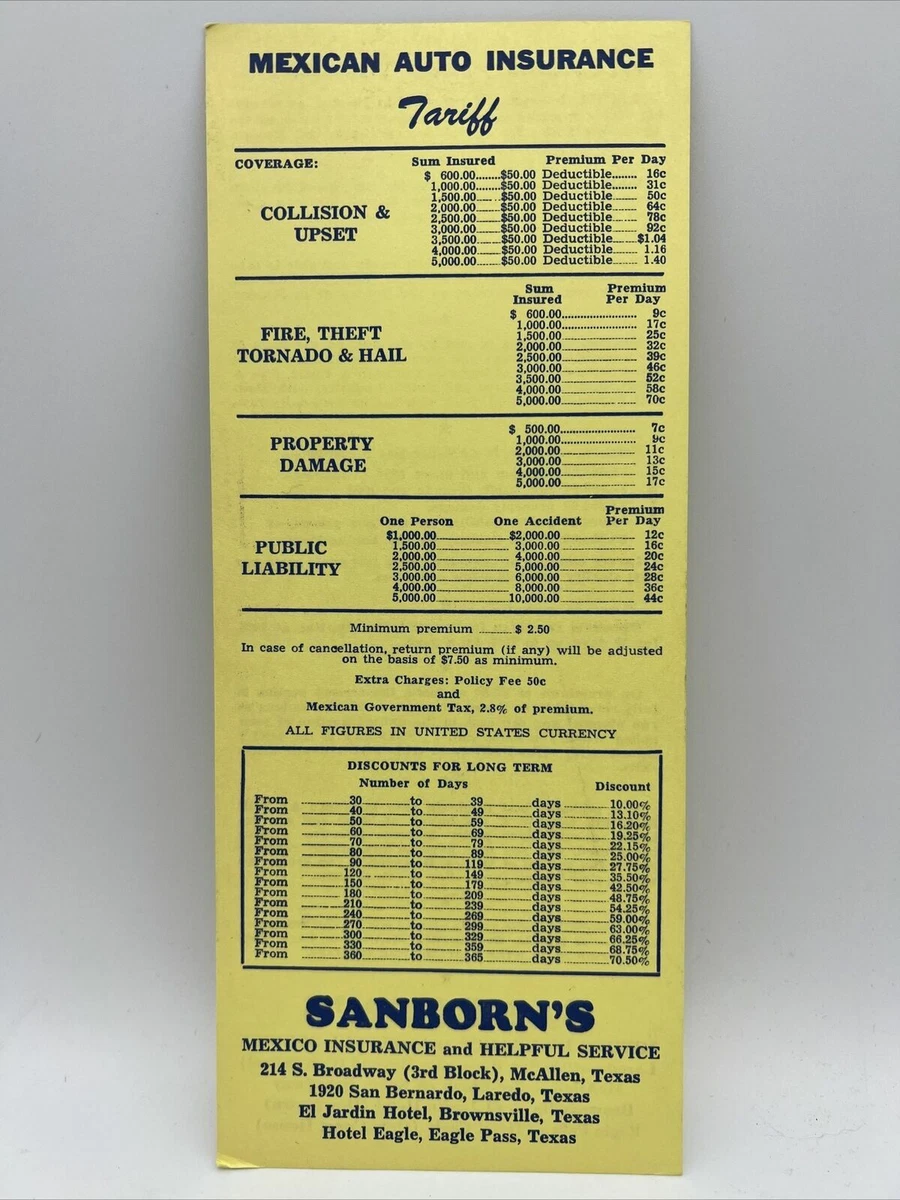 MEXICAN AUTO INSURANCE
Tariff
COVERAGE: Sum Insured Premium Per Day
COLLISION & UPSET
$ 600.00........$50.00 Deductible........ 16c
1,000.00........$50.00 Deductible........ 31c
1,500.00........$50.00 Deductible........ 50c
2,000.00........$50.00 Deductible........ 64c
2,500.00........$50.00 Deductible........ 78c
3,000.00........$50.00 Deductible........ 92c
3,500.00........$50.00 Deductible........$1.04
4,000.00........$50.00 Deductible........ 1.16
5,000.00........$50.00 Deductible........ 1.40
Sum Insured Premium Per Day
FIRE, THEFT
TORNADO & HAIL
$ 600.00........ 9c
1,000.00........ 17c
1,500.00........ 25c
2,000.00........ 32c
2,500.00........ 39c
3,000.00........ 46c
3,500.00........ 52c
4,000.00........ 58c
5,000.00........ 70c
PROPERTY
DAMAGE
$ 500.00........ 7c
1,000.00........ 9c
2,000.00........ 11c
3,000.00........ 13c
4,000.00........ 15c
5,000.00........ 17c
One Person One Accident Premium Per Day
PUBLIC
LIABILITY
$1,000.00........$2,000.00........ 12c
1,500.00........ 3,000.00........ 16c
2,000.00........ 4,000.00........ 20c
2,500.00........ 5,000.00........ 24c
3,000.00........ 6,000.00........ 28c
4,000.00........ 8,000.00........ 36c
5,000.00........ 10,000.00........ 44c
Minimum premium ........ $ 2.50
In case of cancellation, return premium (if any) will be adjusted
on the basis of $7.50 as minimum.
Extra Charges: Policy Fee 50c
and
Mexican Government Tax, 2.8% of premium.
ALL FIGURES IN UNITED STATES CURRENCY
DISCOUNTS FOR LONG TERM
Number of Days Discount
From ........ 30 ........ to ........ 39 ........ days ........ 10.00%
From ........ 40 ........ to ........ 49 ........ days ........ 13.10%
From ........ 50 ........ to ........ 59 ........ days ........ 16.20%
From ........ 60 ........ to ........ 69 ........ days ........ 19.25%
From ........ 70 ........ to ........ 79 ........ days ........ 22.15%
From ........ 80 ........ to ........ 89 ........ days ........ 25.00%
From ........ 90 ........ to ........ 119 ........ days ........ 27.75%
From ........ 120 ........ to ........ 149 ........ days ........ 35.50%
From ........ 150 ........ to ........ 179 ........ days ........ 42.50%
From ........ 180 ........ to ........ 209 ........ days ........ 48.75%
From ........ 210 ........ to ........ 239 ........ days ........ 54.25%
From ........ 240 ........ to ........ 269 ........ days ........ 59.00%
From ........ 270 ........ to ........ 299 ........ days ........ 63.00%
From ........ 300 ........ to ........ 329 ........ days ........ 66.25%
From ........ 330 ........ to ........ 359 ........ days ........ 68.75%
From ........ 360 ........ to ........ 365 ........ days ........ 70.50%
SANBORN'S
MEXICO INSURANCE and HELPFUL SERVICE
214 S. Broadway (3rd Block), McAllen, Texas
1920 San Bernardo, Laredo, Texas
El Jardin Hotel, Brownsville, Texas
Hotel Eagle, Eagle Pass, Texas